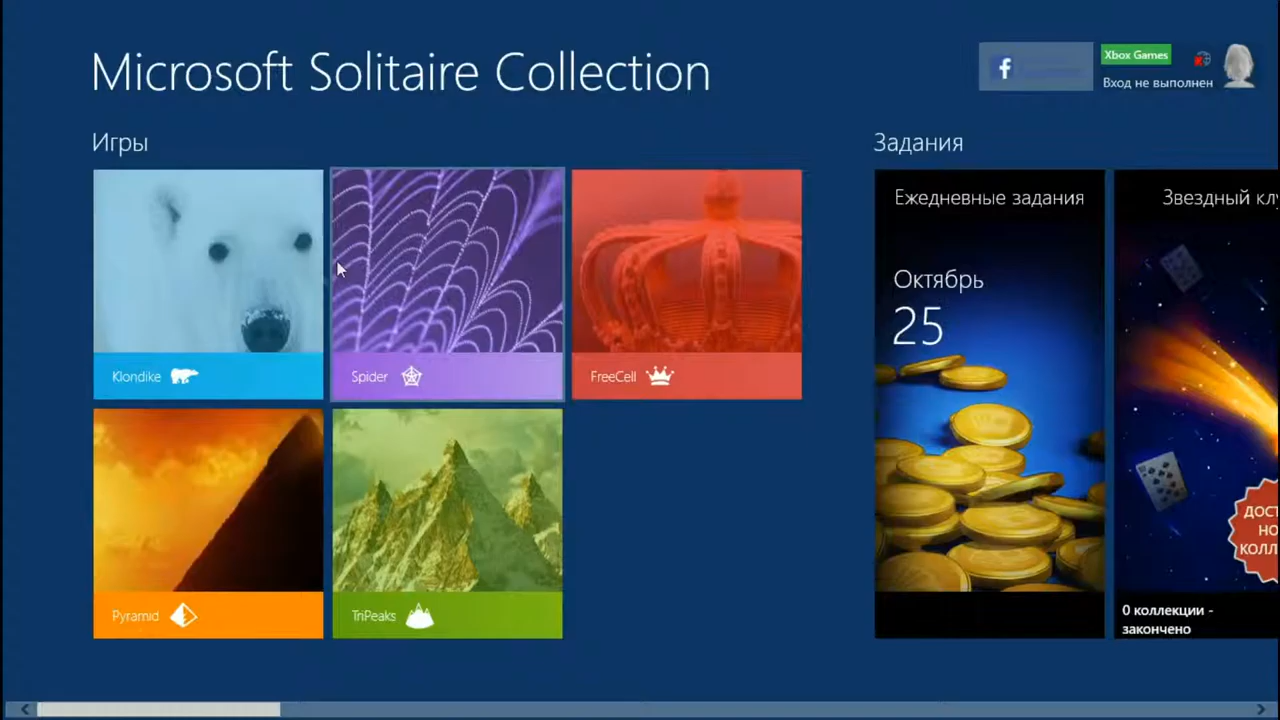 Microsoft Solitaire Collection
Xbox Games
Вход не выполнен
Игры
Klondike
Spider
FreeCell
Pyramid
TriPeaks
Задания
Ежедневные задания
Октябрь
25
Звездный
0 коллекции -
закончено